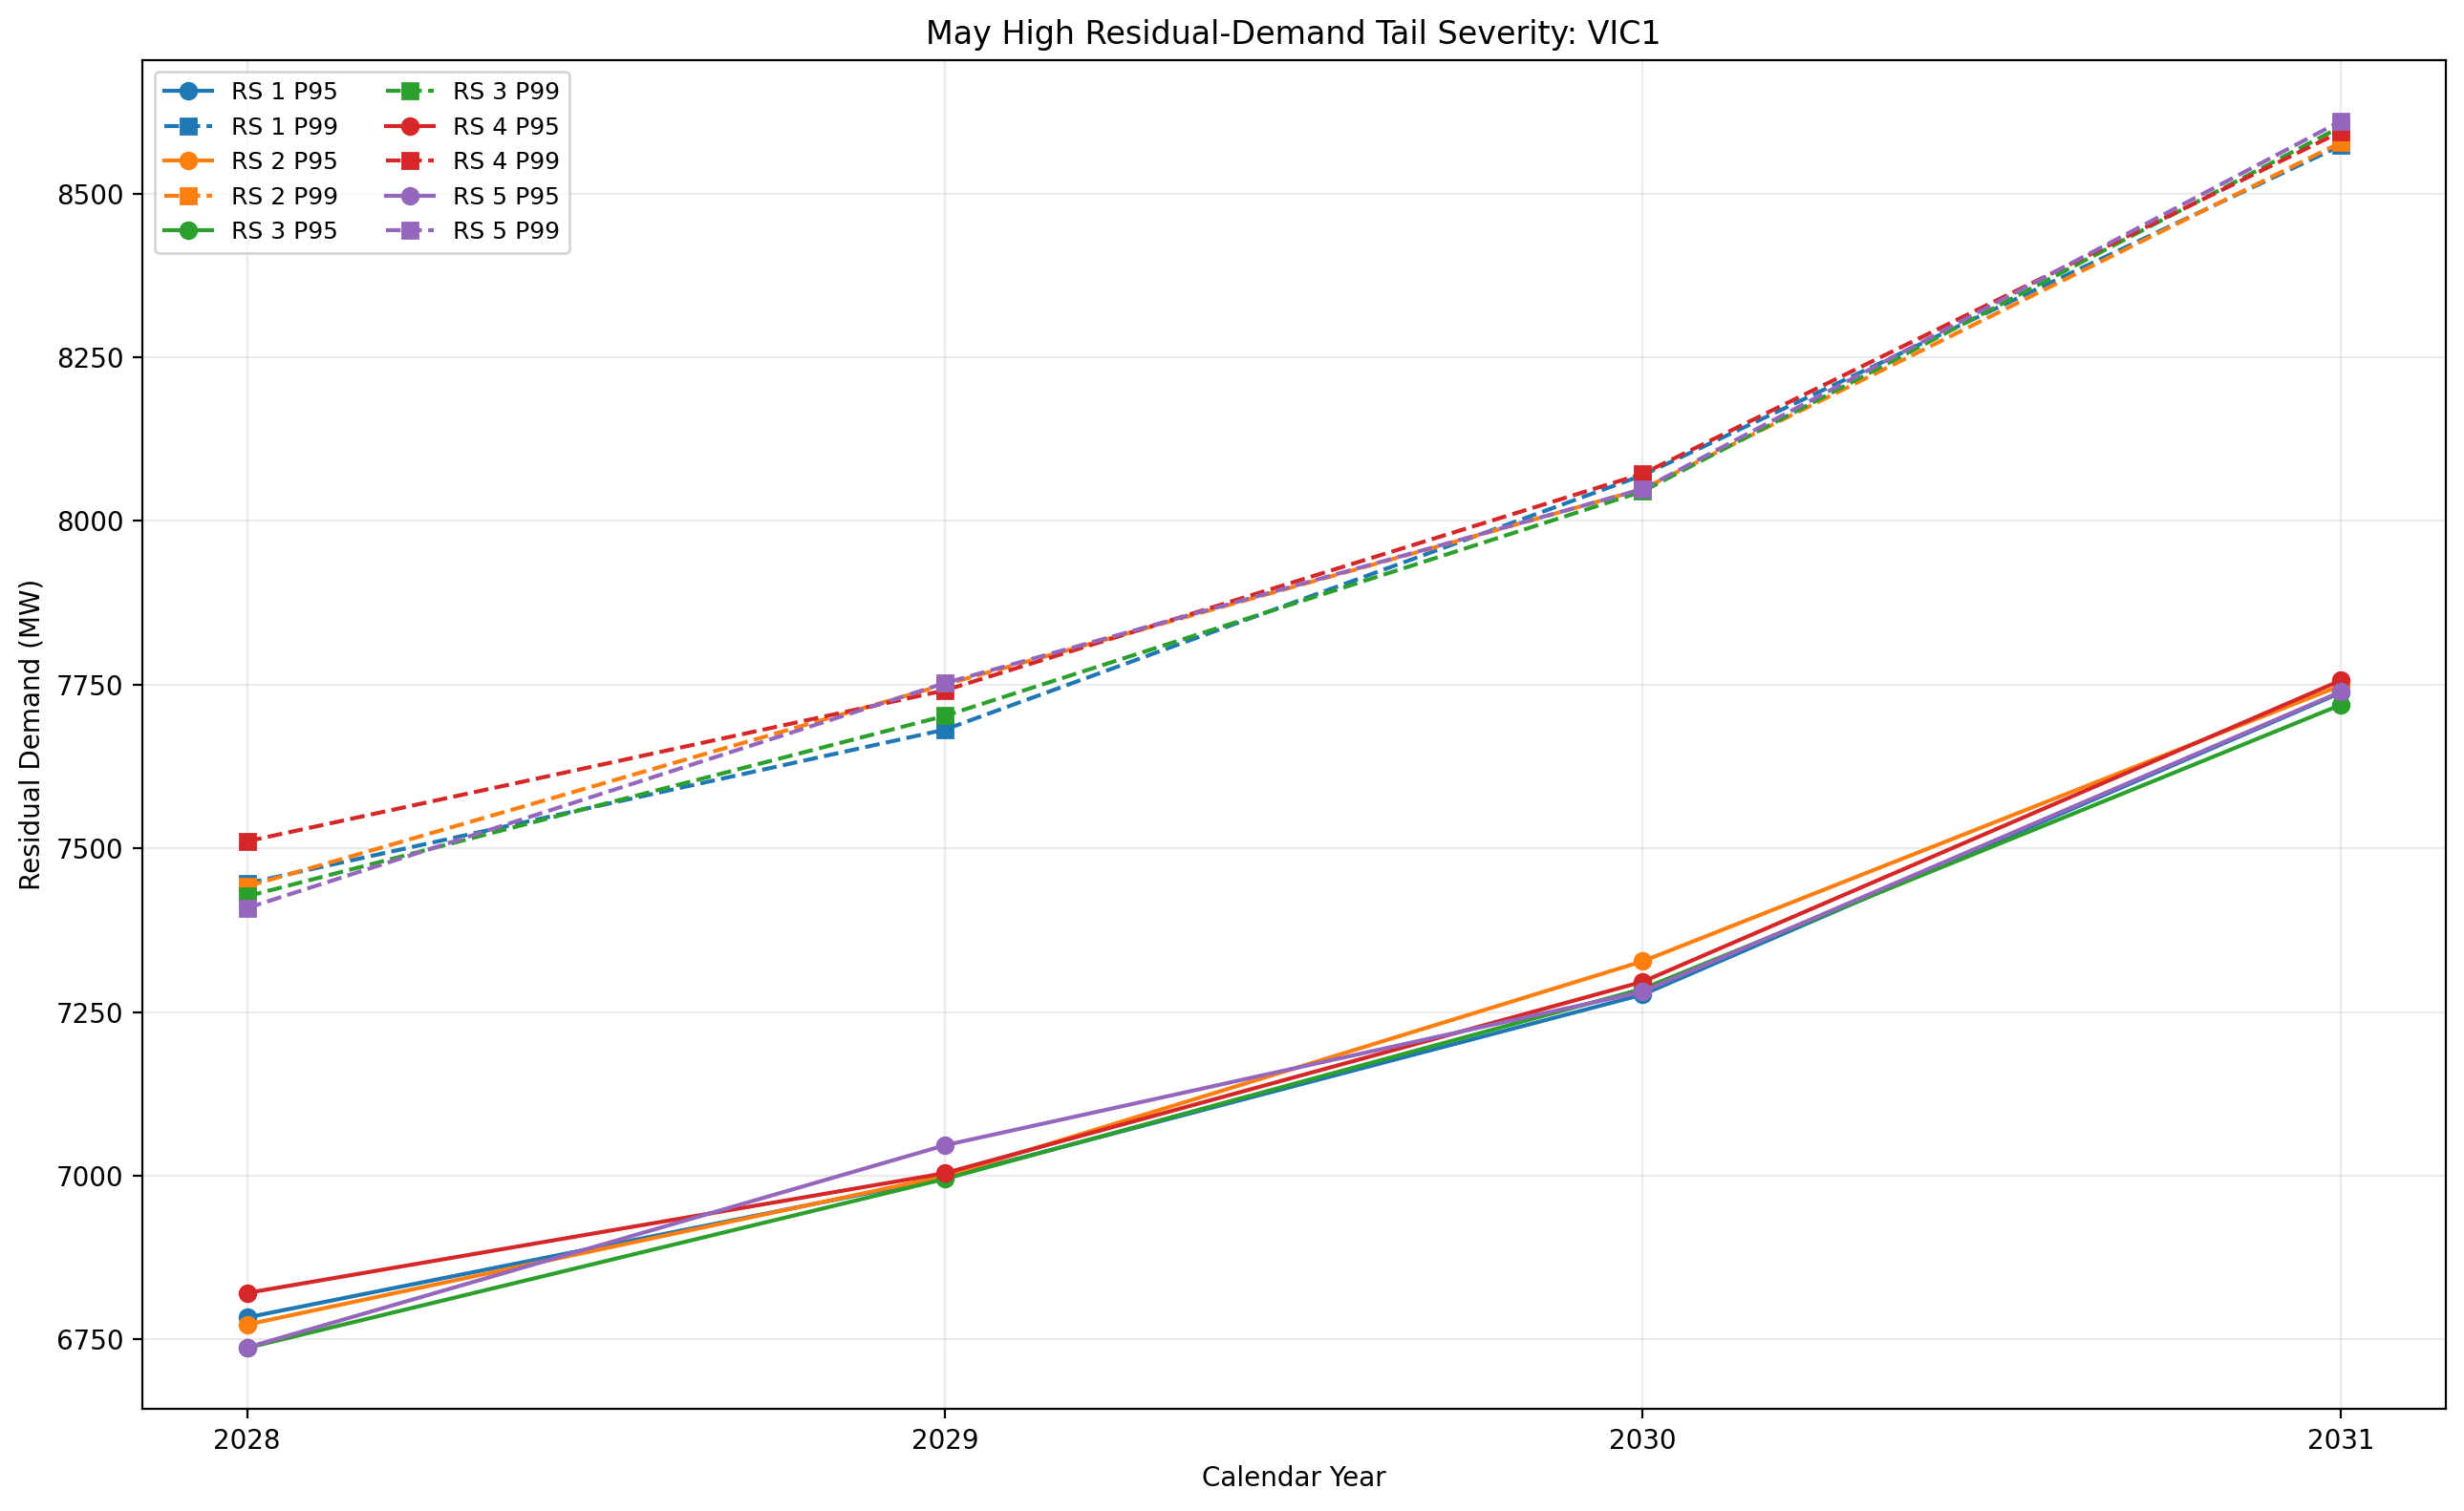 May High Residual-Demand Tail Severity: VIC1
RS 1 P95
RS 1 P99
RS 2 P95
RS 2 P99
RS 3 P95
RS 3 P99
RS 4 P95
RS 4 P99
RS 5 P95
RS 5 P99
Residual Demand (MW)
8500
8250
8000
7750
7500
7250
7000
6750
2028
2029
2030
2031
Calendar Year